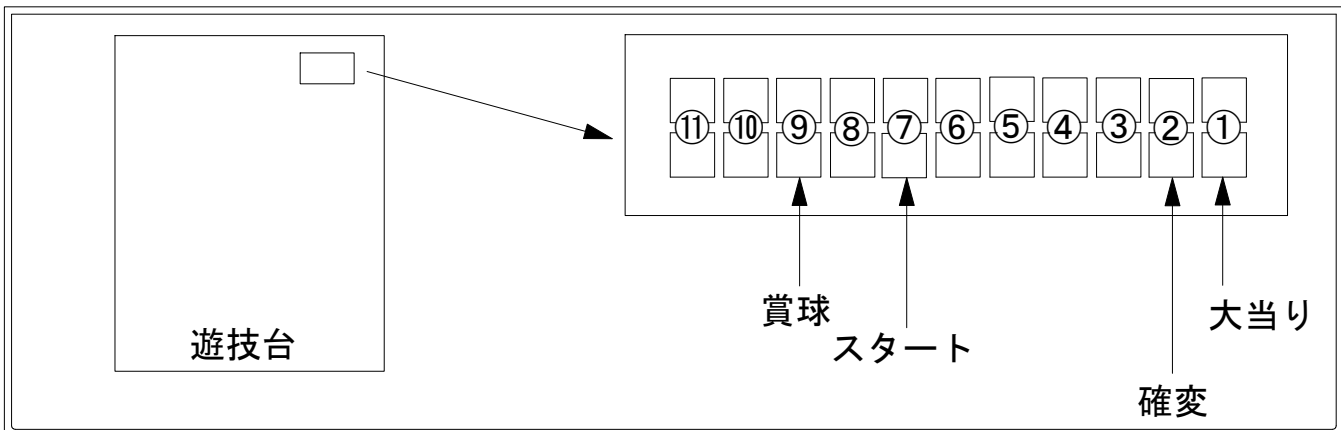 ⑪ ⑩ ⑨ ⑧ ⑦ ⑥ ⑤ ④ ③ ② ①
賞球
大当り
遊技台
スタート
確変